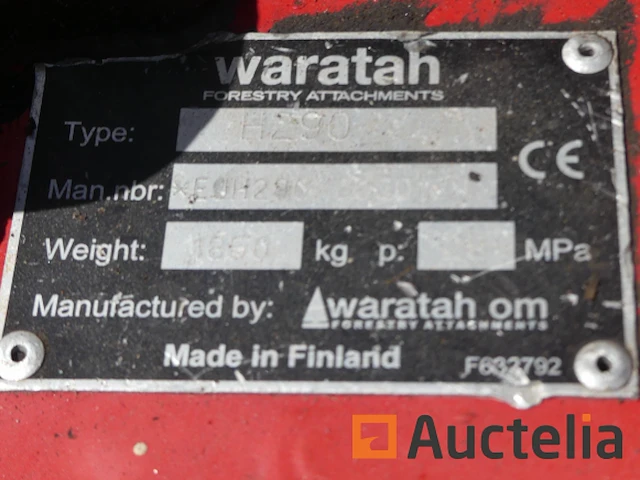 waratah
FORESTRY ATTACHMENTS
Type: H290
CE
Man.nbr:
Weight: kg p: MPa
Manufactured by: waratah om
FORESTRY ATTACHMENTS
Made in Finland
F632792
Auctelia